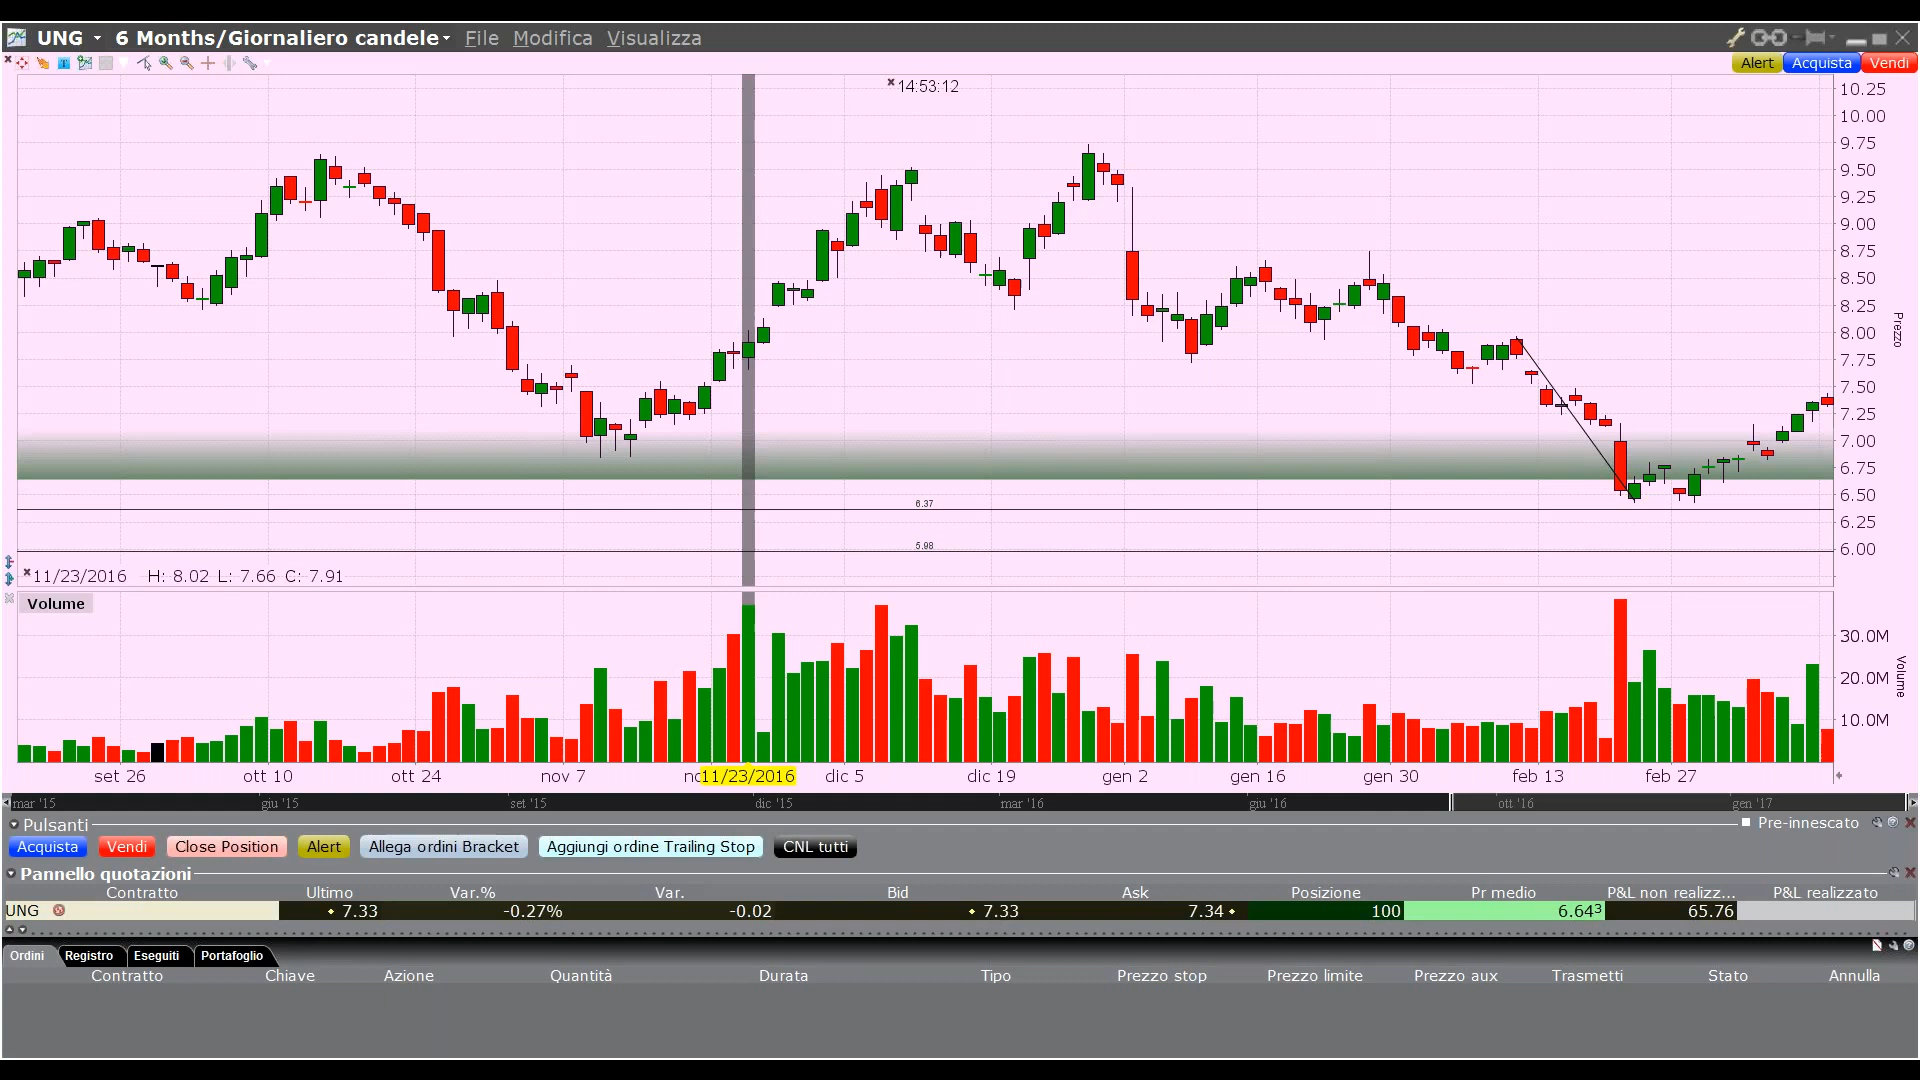 UNG 6 Months/Giornaliero candele File Modifica Visualizza
Alert Acquista Vendi
14:53:12
10.25
10.00
9.75
9.50
9.25
9.00
8.75
8.50
8.25
8.00
7.75
7.50
7.25
7.00
6.75
6.50
6.25
6.00
Prezzo
6.37
5.98
11/23/2016 H: 8.02 L: 7.66 C: 7.91
Volume
30.0M
20.0M
10.0M
Volume
set 26 ott 10 ott 24 nov 7 no 11/23/2016 dic 5 dic 19 gen 2 gen 16 gen 30 feb 13 feb 27
mar '15 giu '15 set '15 dic '15 mar '16 giu '16 ott '16 gen '17
Pulsanti Pre-innescato
Acquista Vendi Close Position Alert Allega ordini Bracket Aggiungi ordine Trailing Stop CNL tutti
Pannello quotazioni
Contratto Ultimo Var.% Var. Bid Ask Posizione Pr medio P&L non realizz... P&L realizzato
UNG 7.33 -0.27% -0.02 7.33 7.34 100 6.643 65.76
Ordini Registro Eseguiti Portafoglio
Contratto Chiave Azione Quantità Durata Tipo Prezzo stop Prezzo limite Prezzo aux Trasmetti Stato Annulla